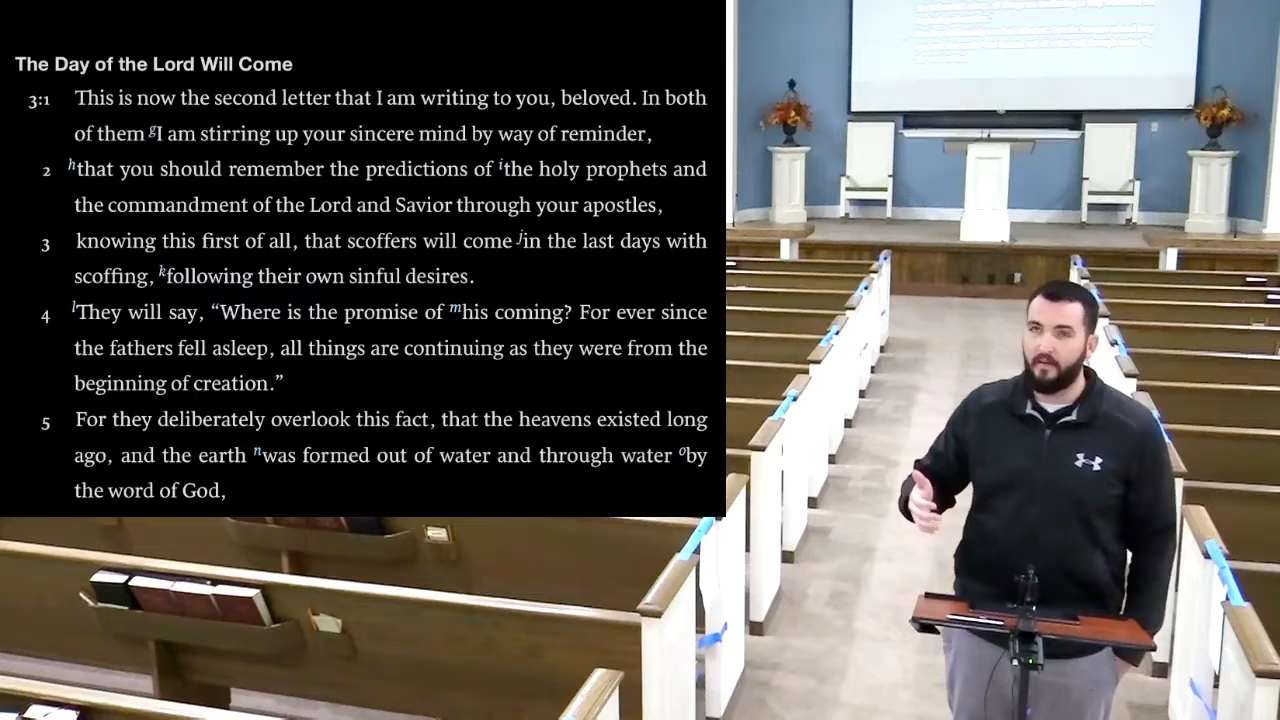 The Day of the Lord Will Come
3:1 This is now the second letter that I am writing to you, beloved. In both
of them gI am stirring up your sincere mind by way of reminder,
2 hthat you should remember the predictions of ithe holy prophets and
the commandment of the Lord and Savior through your apostles,
3 knowing this first of all, that scoffers will come jin the last days with
scoffing, kfollowing their own sinful desires.
4 lThey will say, “Where is the promise of mhis coming? For ever since
the fathers fell asleep, all things are continuing as they were from the
beginning of creation.”
5 For they deliberately overlook this fact, that the heavens existed long
ago, and the earth nwas formed out of water and through water oby
the word of God,